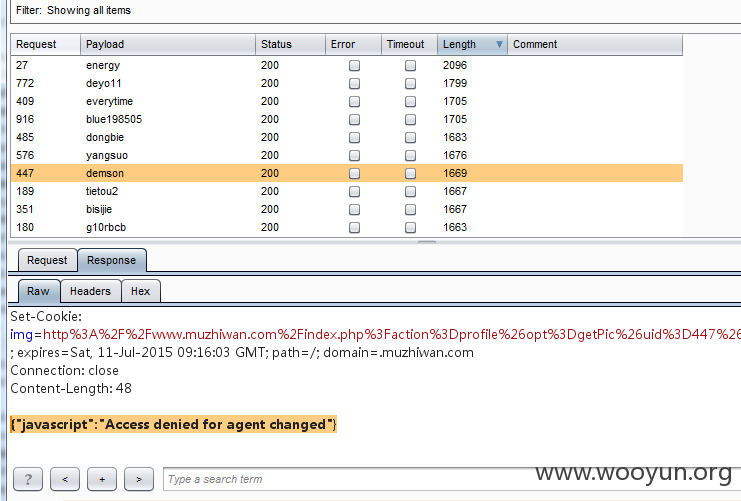 Filter: Showing all items
Request Payload Status Error Timeout Length Comment
27 energy 200 2096
772 deyo11 200 1799
409 everytime 200 1705
916 blue198505 200 1705
485 dongbie 200 1683
576 yangsuo 200 1676
447 demson 200 1669
189 tietou2 200 1667
351 bisijie 200 1667
180 g10rbcb 200 1663
Request Response
Raw Headers Hex
Set-Cookie:
img=http%3A%2F%2Fwww.muzhiwan.com%2Findex.php%3Faction%3Dprofile%26opt%3DgetPic%26uid%3D447%26
; expires=Sat, 11-Jul-2015 09:16:03 GMT; path=/; domain=.muzhiwan.com
Connection: close
Content-Length: 48
{"javascript":"Access denied for agent changed"}
? < + > Type a search term
www.wooyun.org